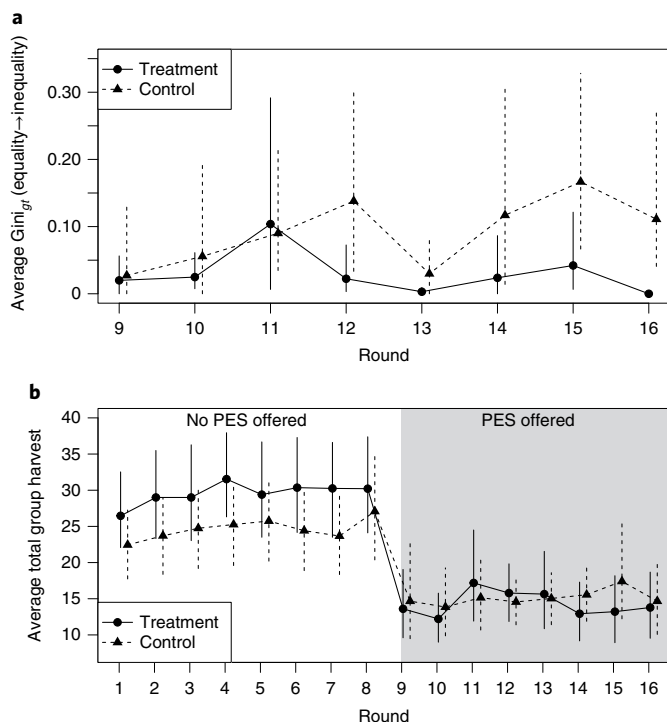 a
Average Gini gt (equality→inequality)
0.30
0.20
0.10
0
Treatment
Control
9 10 11 12 13 14 15 16
Round
b
Average total group harvest
40
35
30
25
20
15
10
No PES offered
PES offered
Treatment
Control
1 2 3 4 5 6 7 8 9 10 11 12 13 14 15 16
Round